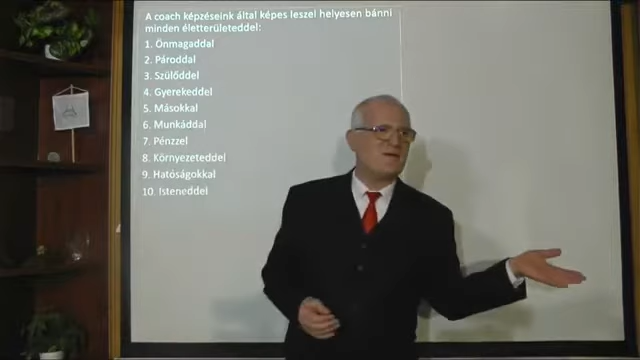 A coach képzéseink által képes leszel helyesen bánni
minden életterületeddel:
1. Önmagaddal
2. Pároddal
3. Szülőddel
4. Gyerekeddel
5. Másokkal
6. Munkáddal
7. Pénzzel
8. Környezeteddel
9. Hatóságokkal
10. Isteneddel